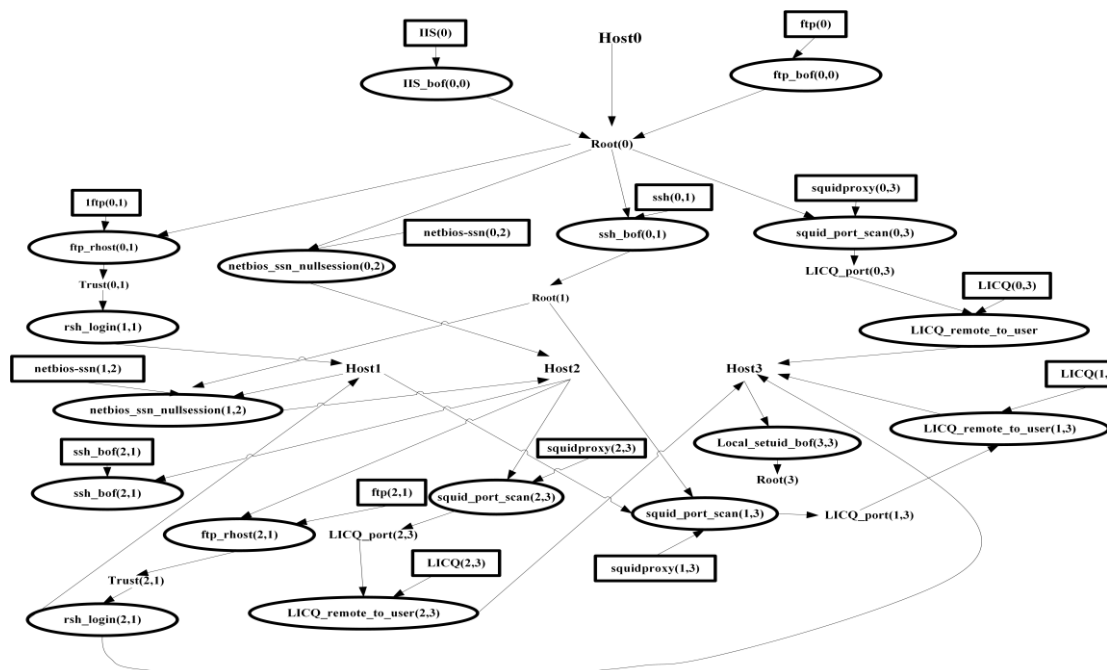 IIS(0)
Host0
ftp(0)
IIS_bof(0,0)
ftp_bof(0,0)
Root(0)
1ftp(0,1)
ssh(0,1)
squidproxy(0,3)
netbios-ssn(0,2)
ftp_rhost(0,1)
ssh_bof(0,1)
squid_port_scan(0,3)
netbios_ssn_nullsession(0,2)
LICQ_port(0,3)
Trust(0,1)
LICQ(0,3)
Root(1)
rsh_login(1,1)
LICQ_remote_to_user
netbios-ssn(1,2)
Host1
Host2
Host3
LICQ(1,
netbios_ssn_nullsession(1,2)
LICQ_remote_to_user(1,3)
Local_setuid_bof(3,3)
ssh_bof(2,1)
squidproxy(2,3)
Root(3)
ssh_bof(2,1)
ftp(2,1)
squid_port_scan(2,3)
squid_port_scan(1,3)
LICQ_port(1,3)
ftp_rhost(2,1)
LICQ_port(2,3)
LICQ(2,3)
squidproxy(1,3)
Trust(2,1)
rsh_login(2,1)
LICQ_remote_to_user(2,3)